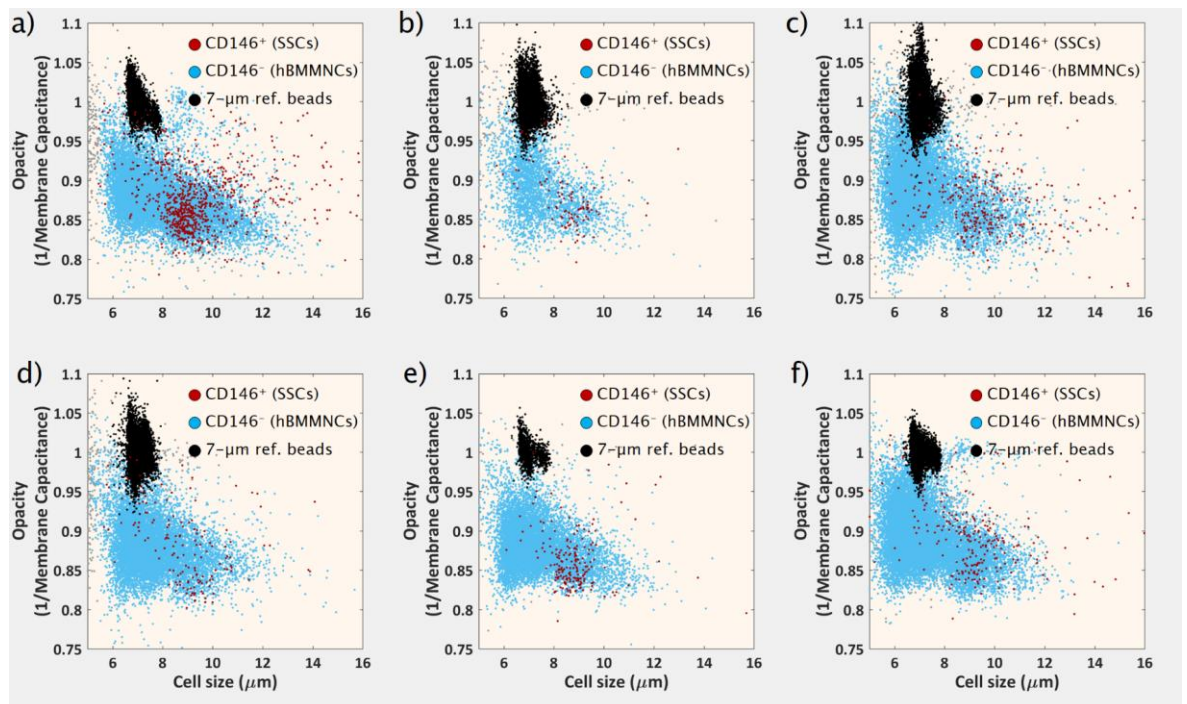 a)
Opacity
(1/Membrane Capacitance)
1.1
1.05
1
0.95
0.9
0.85
0.8
0.75
CD146+ (SSCs)
CD146− (hBMMNCs)
7-μm ref. beads
6 8 10 12 14 16
b)
Opacity
(1/Membrane Capacitance)
1.1
1.05
1
0.95
0.9
0.85
0.8
0.75
CD146+ (SSCs)
CD146− (hBMMNCs)
7-μm ref. beads
6 8 10 12 14 16
c)
Opacity
(1/Membrane Capacitance)
1.1
1.05
1
0.95
0.9
0.85
0.8
0.75
CD146+ (SSCs)
CD146− (hBMMNCs)
7-μm ref. beads
6 8 10 12 14 16
d)
Opacity
(1/Membrane Capacitance)
1.1
1.05
1
0.95
0.9
0.85
0.8
0.75
CD146+ (SSCs)
CD146− (hBMMNCs)
7-μm ref. beads
6 8 10 12 14 16
Cell size (μm)
e)
Opacity
(1/Membrane Capacitance)
1.1
1.05
1
0.95
0.9
0.85
0.8
0.75
CD146+ (SSCs)
CD146− (hBMMNCs)
7-μm ref. beads
6 8 10 12 14 16
Cell size (μm)
f)
Opacity
(1/Membrane Capacitance)
1.1
1.05
1
0.95
0.9
0.85
0.8
0.75
CD146+ (SSCs)
CD146− (hBMMNCs)
7-μm ref. beads
6 8 10 12 14 16
Cell size (μm)